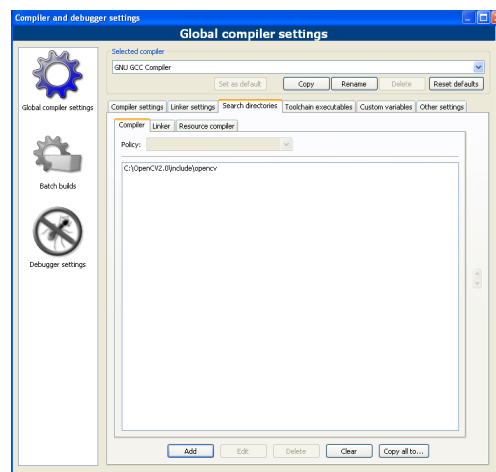 Compiler and debugger settings
Global compiler settings
Selected compiler
GNU GCC Compiler
Set as default Copy Rename Delete Reset defaults
Global compiler settings
Batch builds
Debugger settings
Compiler settings Linker settings Search directories Toolchain executables Custom variables Other settings
Compiler Linker Resource compiler
Policy:
C:\OpenCV2.0\include\opencv
Add Edit Delete Clear Copy all to...